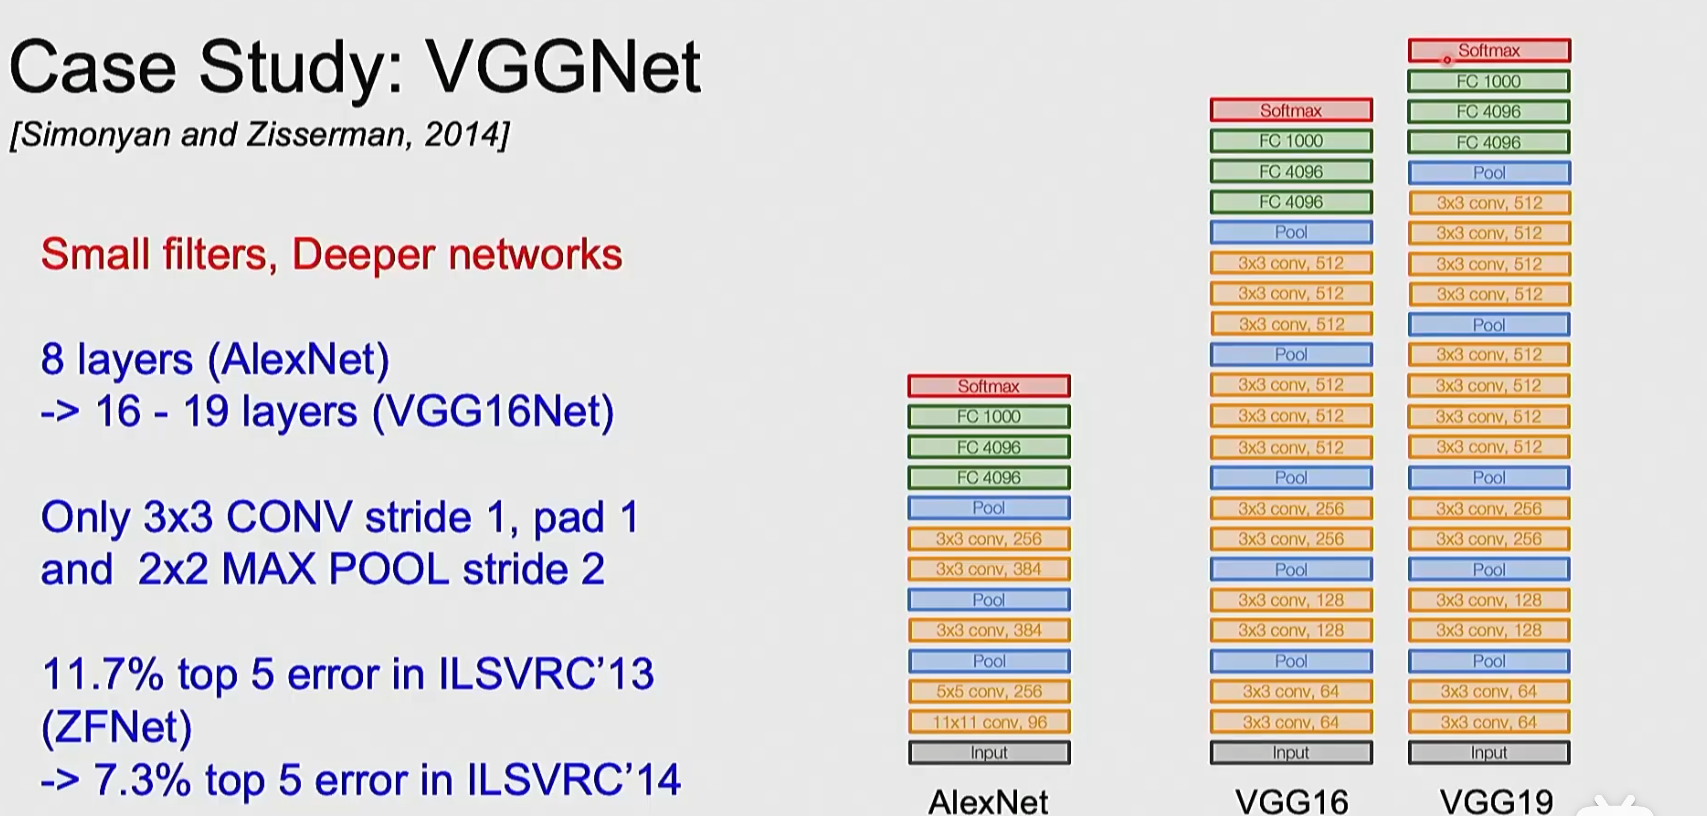 Case Study: VGGNet
[Simonyan and Zisserman, 2014]
Small filters, Deeper networks
8 layers (AlexNet)
-> 16 - 19 layers (VGG16Net)
Only 3x3 CONV stride 1, pad 1
and 2x2 MAX POOL stride 2
11.7% top 5 error in ILSVRC'13
(ZFNet)
-> 7.3% top 5 error in ILSVRC'14
Softmax
FC 1000
FC 4096
FC 4096
Pool
3x3 conv, 256
3x3 conv, 384
Pool
3x3 conv, 384
Pool
5x5 conv, 256
11x11 conv, 96
Input
AlexNet
Softmax
FC 1000
FC 4096
FC 4096
Pool
3x3 conv, 512
3x3 conv, 512
3x3 conv, 512
Pool
3x3 conv, 512
3x3 conv, 512
3x3 conv, 512
Pool
3x3 conv, 256
3x3 conv, 256
Pool
3x3 conv, 128
3x3 conv, 128
Pool
3x3 conv, 64
3x3 conv, 64
Input
VGG16
Softmax
FC 1000
FC 4096
FC 4096
Pool
3x3 conv, 512
3x3 conv, 512
3x3 conv, 512
3x3 conv, 512
Pool
3x3 conv, 512
3x3 conv, 512
3x3 conv, 512
3x3 conv, 512
Pool
3x3 conv, 256
3x3 conv, 256
Pool
3x3 conv, 128
3x3 conv, 128
Pool
3x3 conv, 64
3x3 conv, 64
Input
VGG19